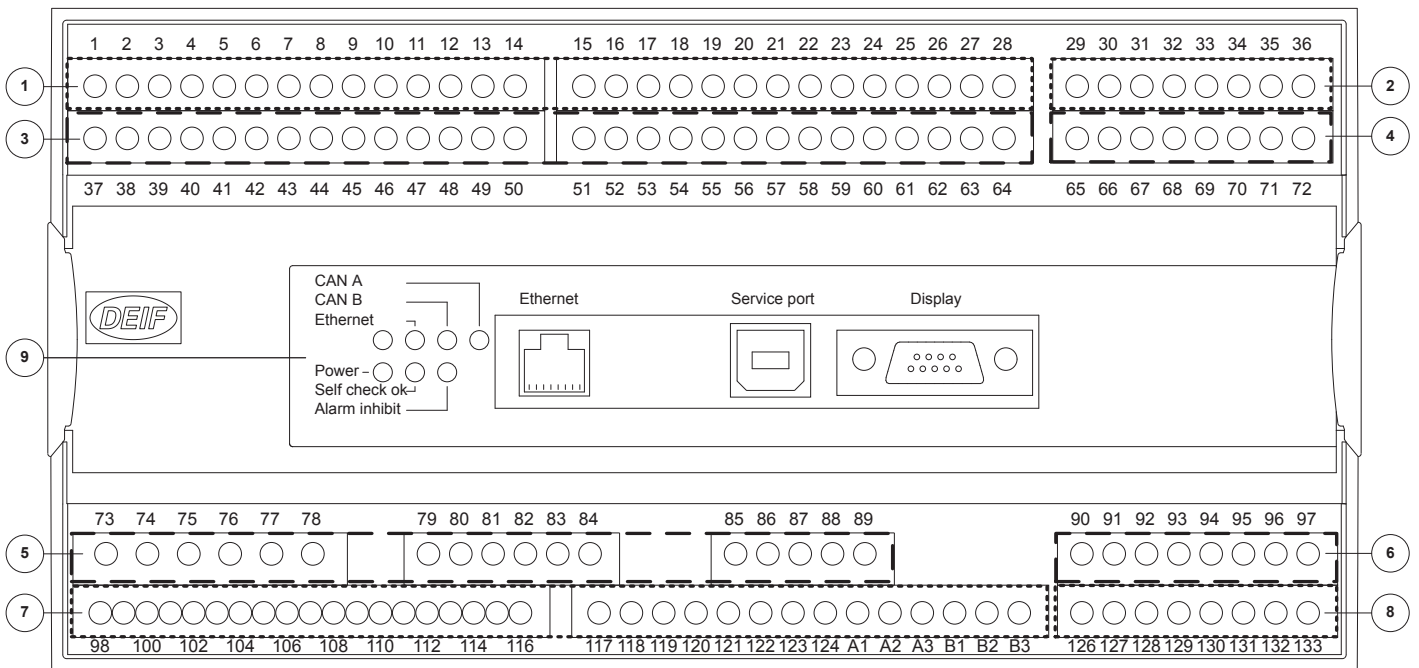 1 2 3 4 5 6 7 8 9 10 11 12 13 14 15 16 17 18 19 20 21 22 23 24 25 26 27 28 29 30 31 32 33 34 35 36
1 2
3 4
37 38 39 40 41 42 43 44 45 46 47 48 49 50 51 52 53 54 55 56 57 58 59 60 61 62 63 64 65 66 67 68 69 70 71 72
CAN A
CAN B
Ethernet
Ethernet Service port Display
DEIF
9
Power
Self check ok
Alarm inhibit
73 74 75 76 77 78 79 80 81 82 83 84 85 86 87 88 89 90 91 92 93 94 95 96 97
5 6
7 8
98 100 102 104 106 108 110 112 114 116 117 118 119 120 121 122 123 124 A1 A2 A3 B1 B2 B3 126 127 128 129 130 131 132 133